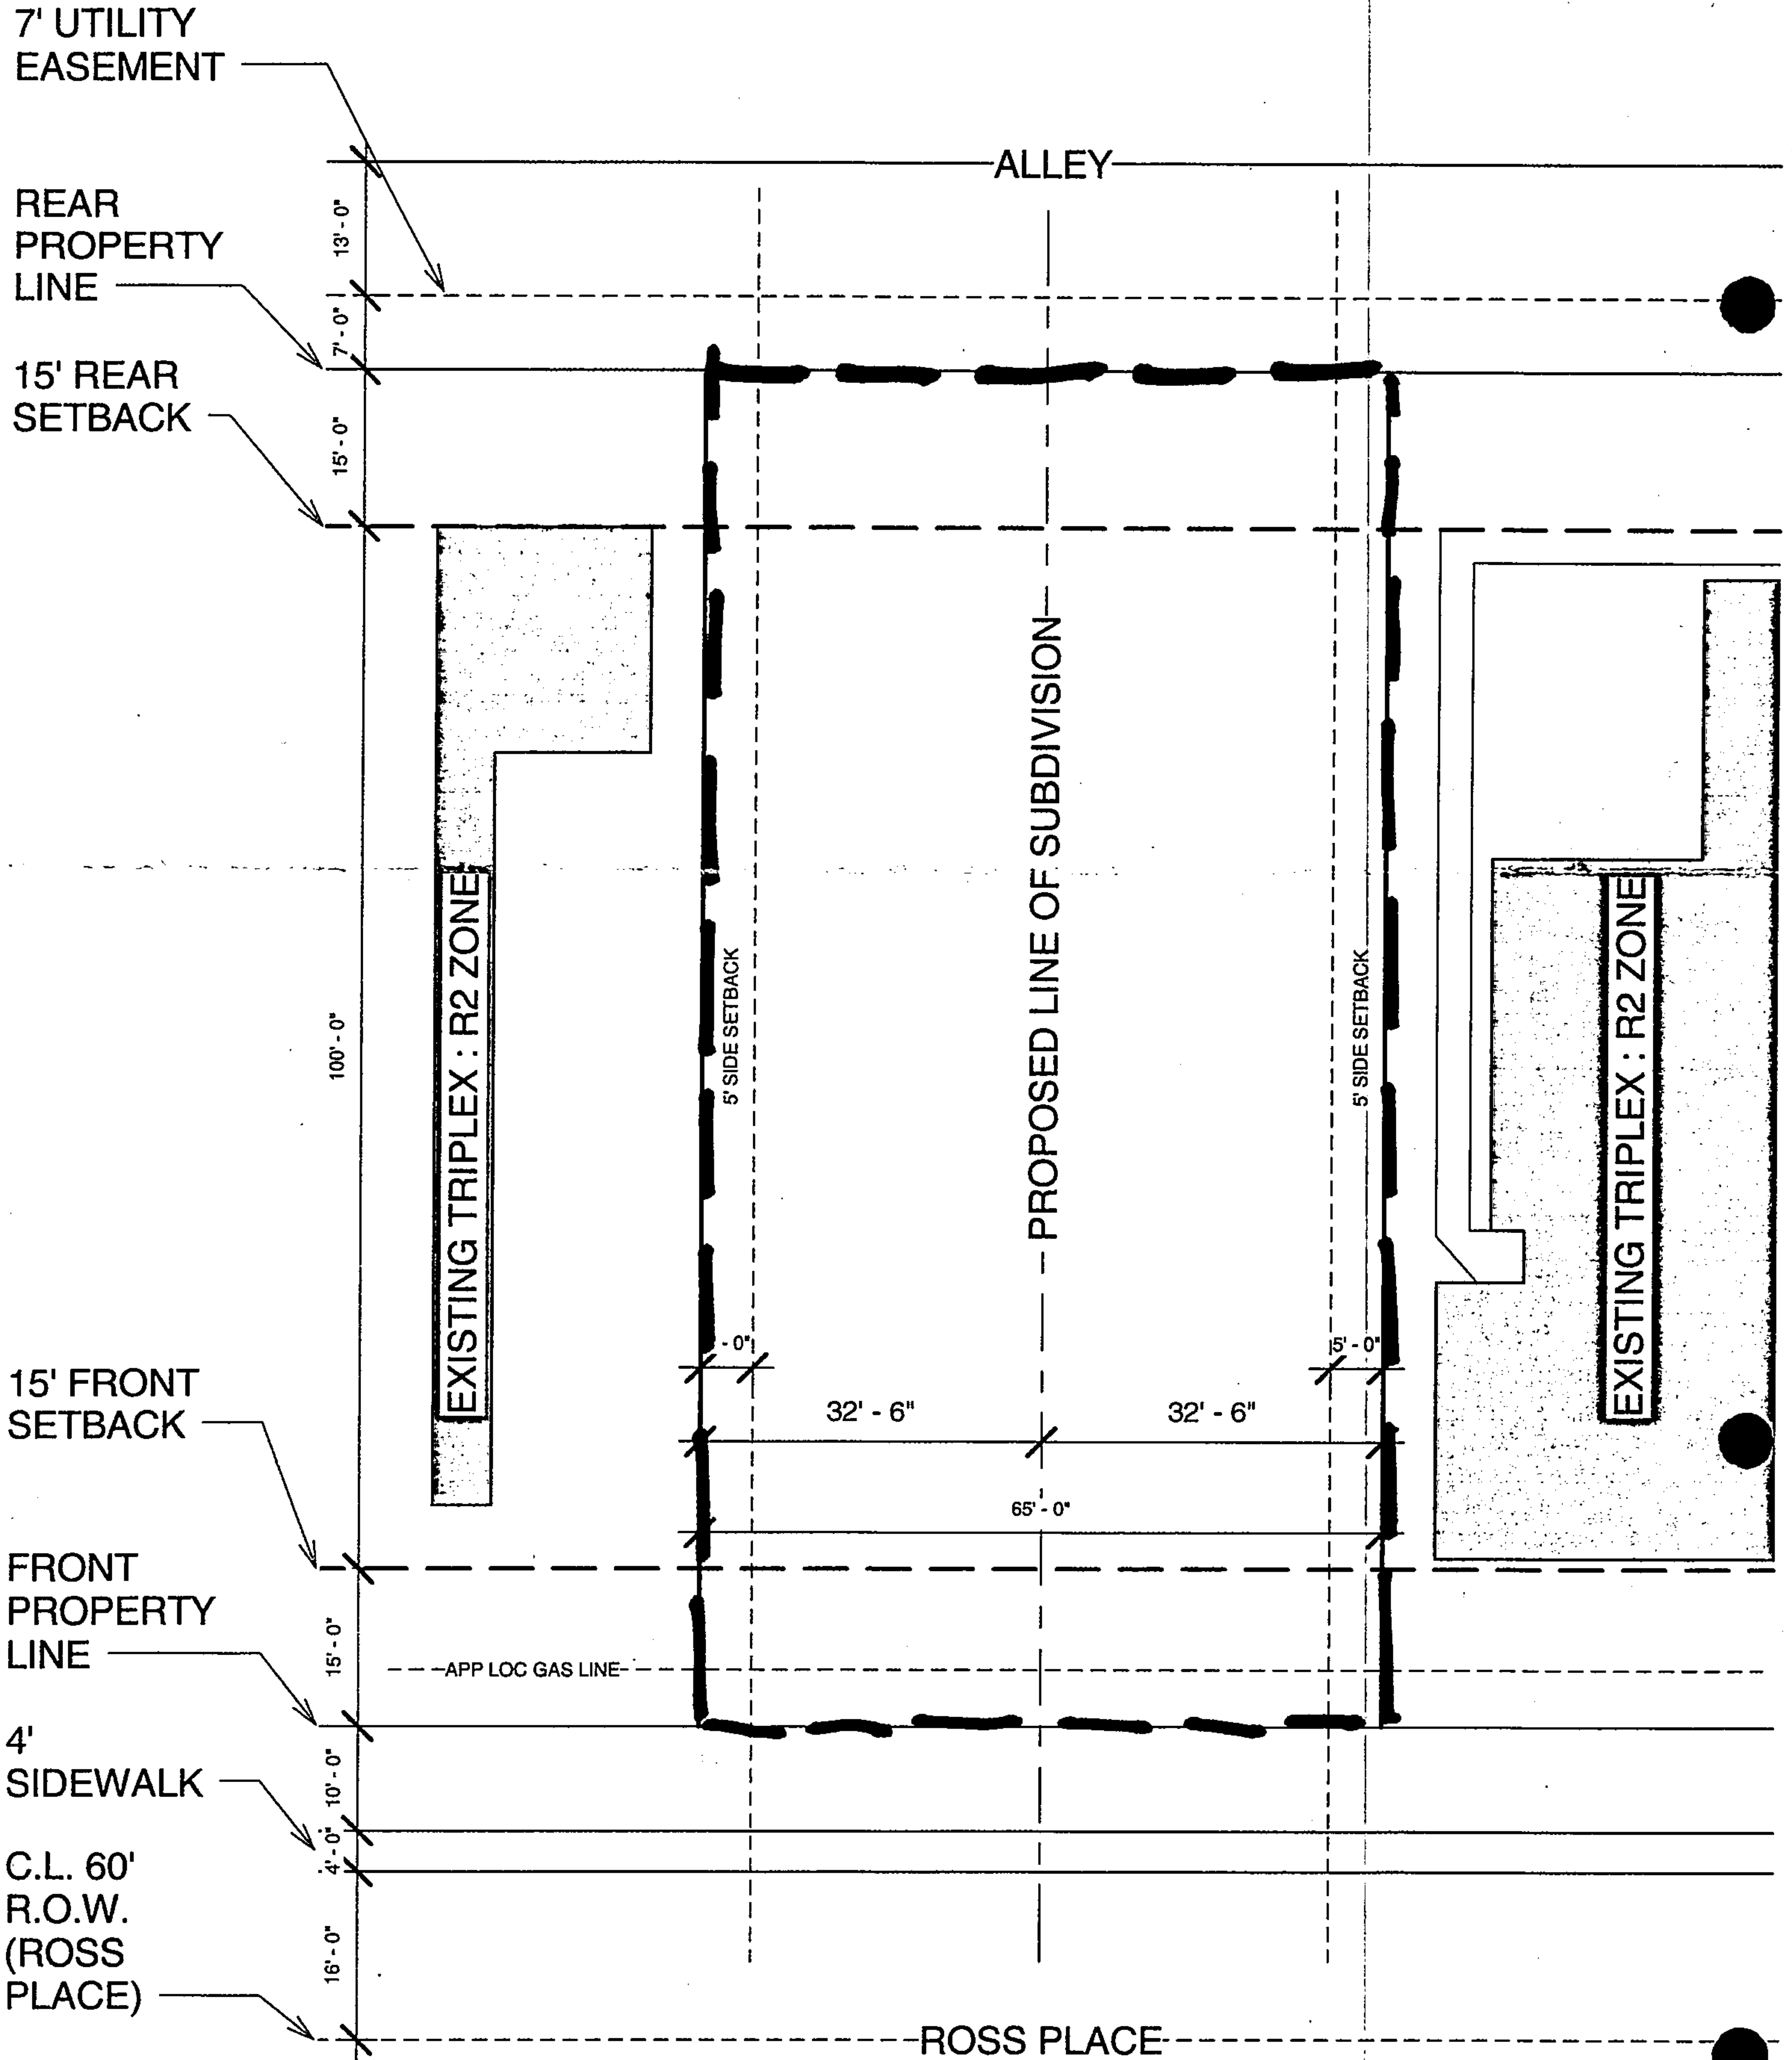 7' UTILITY
EASEMENT
ALLEY
13'-0"
REAR
PROPERTY
LINE
7'-0"
15' REAR
SETBACK
15'-0"
PROPOSED LINE OF SUBDIVISION
EXISTING TRIPLEX : R2 ZONE
EXISTING TRIPLEX : R2 ZONE
5' SIDE SETBACK
5' SIDE SETBACK
100'-0"
-0"
5'-0"
15' FRONT
SETBACK
32'-6"
32'-6"
65'-0"
FRONT
PROPERTY
LINE
15'-0"
APP LOC GAS LINE
4'
SIDEWALK
10'-0"
4'-0"
C.L. 60'
R.O.W.
(ROSS
PLACE)
16'-0"
ROSS PLACE